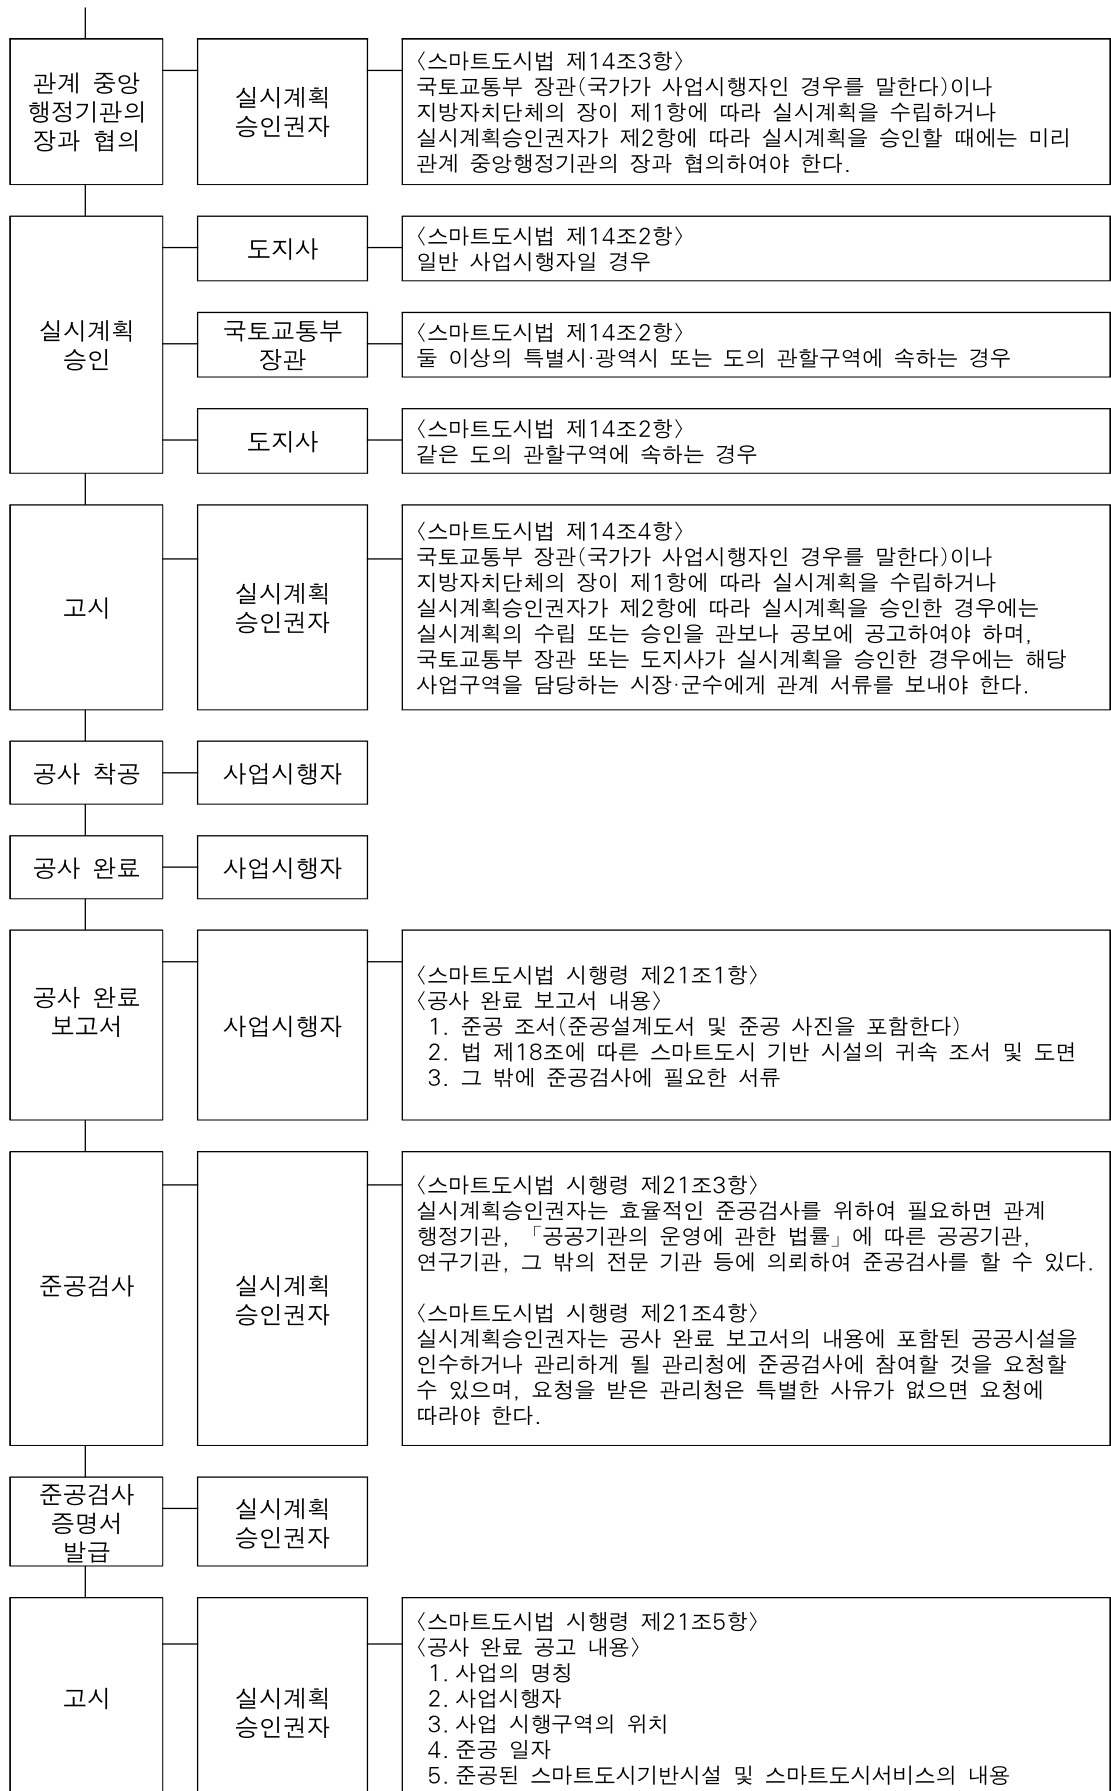 관계 중앙
행정기관의
장과 협의
실시계획
승인권자
〈스마트도시법 제14조3항〉
국토교통부 장관(국가가 사업시행자인 경우를 말한다)이나
지방자치단체의 장이 제1항에 따라 실시계획을 수립하거나
실시계획승인권자가 제2항에 따라 실시계획을 승인할 때에는 미리
관계 중앙행정기관의 장과 협의하여야 한다.
실시계획
승인
도지사
〈스마트도시법 제14조2항〉
일반 사업시행자일 경우
국토교통부
장관
〈스마트도시법 제14조2항〉
둘 이상의 특별시·광역시 또는 도의 관할구역에 속하는 경우
도지사
〈스마트도시법 제14조2항〉
같은 도의 관할구역에 속하는 경우
고시
실시계획
승인권자
〈스마트도시법 제14조4항〉
국토교통부 장관(국가가 사업시행자인 경우를 말한다)이나
지방자치단체의 장이 제1항에 따라 실시계획을 수립하거나
실시계획승인권자가 제2항에 따라 실시계획을 승인한 경우에는
실시계획의 수립 또는 승인을 관보나 공보에 공고하여야 하며,
국토교통부 장관 또는 도지사가 실시계획을 승인한 경우에는 해당
사업구역을 담당하는 시장·군수에게 관계 서류를 보내야 한다.
공사 착공
사업시행자
공사 완료
사업시행자
공사 완료
보고서
사업시행자
〈스마트도시법 시행령 제21조1항〉
〈공사 완료 보고서 내용〉
1. 준공 조서(준공설계도서 및 준공 사진을 포함한다)
2. 법 제18조에 따른 스마트도시 기반 시설의 귀속 조서 및 도면
3. 그 밖에 준공검사에 필요한 서류
준공검사
실시계획
승인권자
〈스마트도시법 시행령 제21조3항〉
실시계획승인권자는 효율적인 준공검사를 위하여 필요하면 관계
행정기관, 「공공기관의 운영에 관한 법률」에 따른 공공기관,
연구기관, 그 밖의 전문 기관 등에 의뢰하여 준공검사를 할 수 있다.
〈스마트도시법 시행령 제21조4항〉
실시계획승인권자는 공사 완료 보고서의 내용에 포함된 공공시설을
인수하거나 관리하게 될 관리청에 준공검사에 참여할 것을 요청할
수 있으며, 요청을 받은 관리청은 특별한 사유가 없으면 요청에
따라야 한다.
준공검사
증명서
발급
실시계획
승인권자
고시
실시계획
승인권자
〈스마트도시법 시행령 제21조5항〉
〈공사 완료 공고 내용〉
1. 사업의 명칭
2. 사업시행자
3. 사업 시행구역의 위치
4. 준공 일자
5. 준공된 스마트도시기반시설 및 스마트도시서비스의 내용